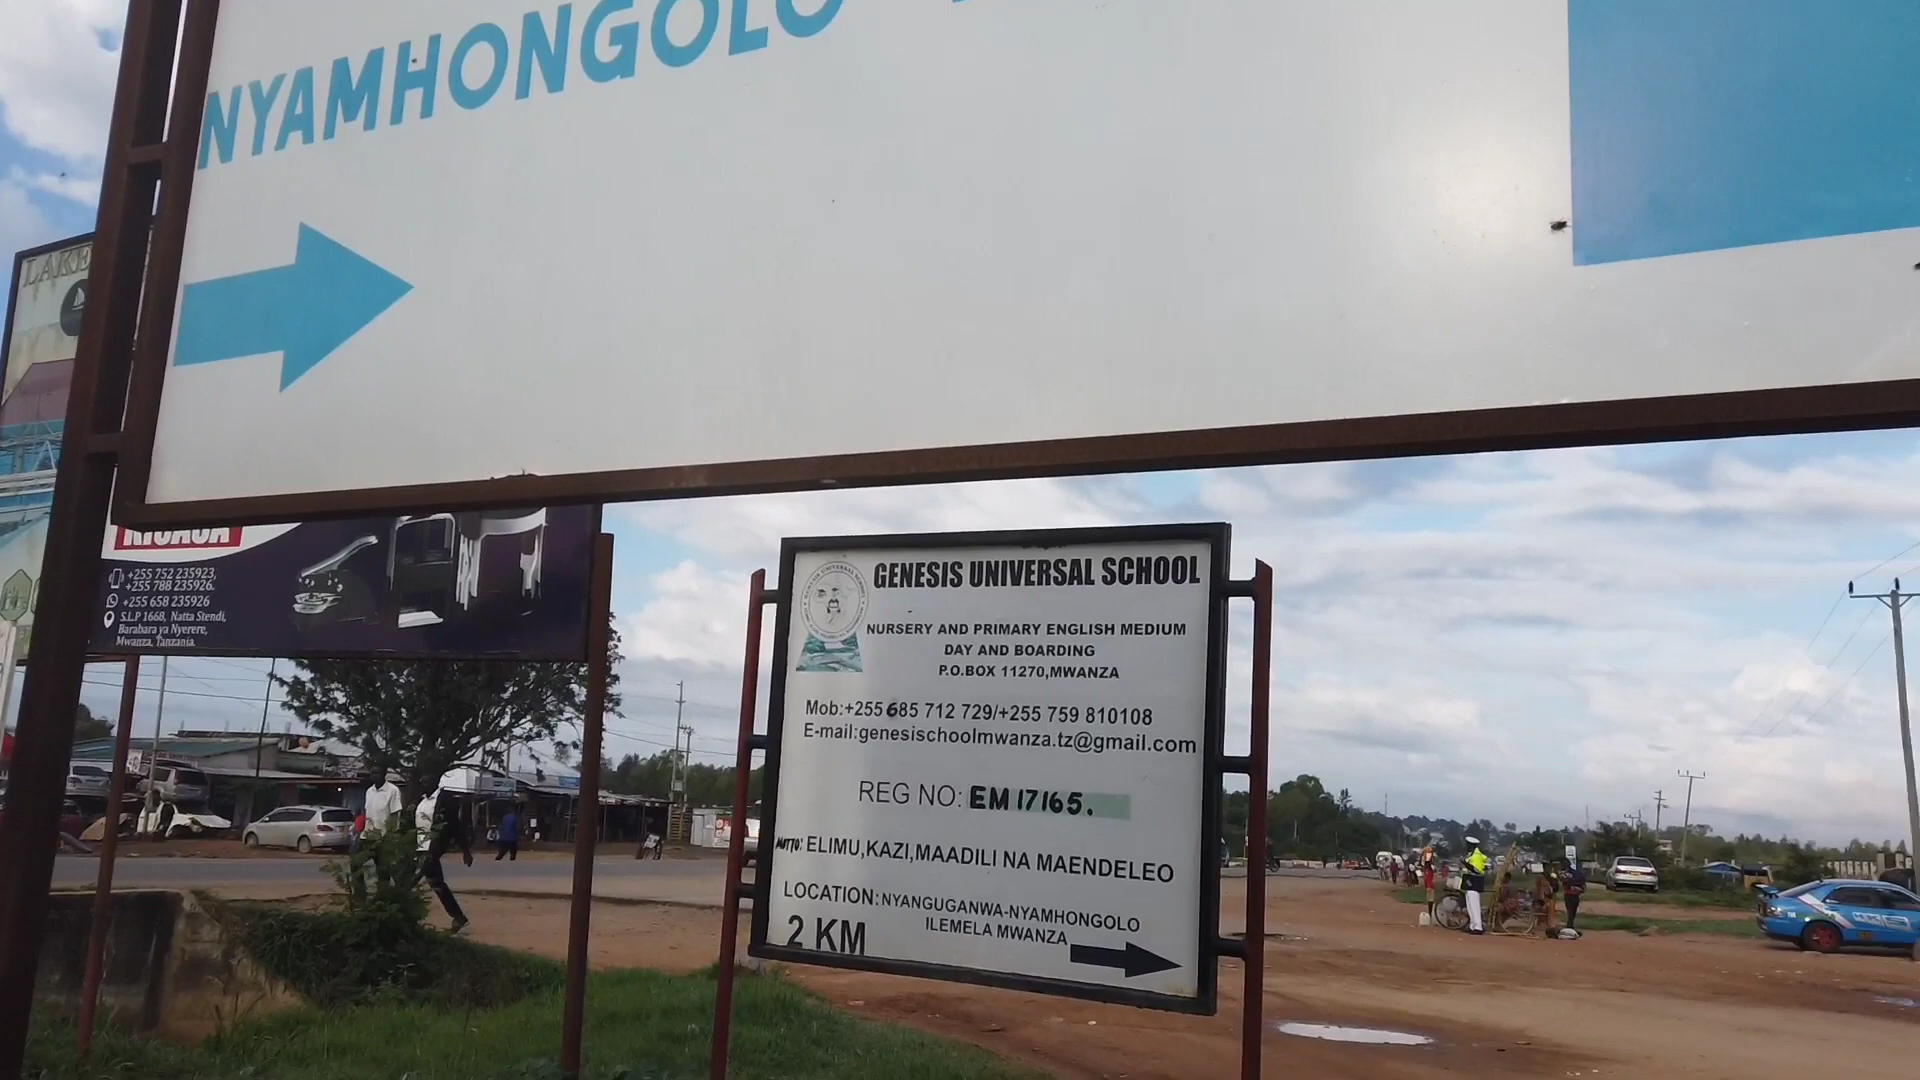 NYAMHONGOLO
LAKE
+255 752 235923,
+255 788 235926.
+255 658 235926
S.L.P 1668, Natta Stendi,
Barabara ya Nyerere,
Mwanza, Tanzania.
GENESIS UNIVERSAL SCHOOL
NURSERY AND PRIMARY ENGLISH MEDIUM
DAY AND BOARDING
P.O.BOX 11270,MWANZA
Mob:+255 685 712 729/+255 759 810108
E-mail:genesischoolmwanza.tz@gmail.com
REG NO: EM 17165.
MOTTO: ELIMU,KAZI,MAADILI NA MAENDELEO
LOCATION: NYANGUGANWA-NYAMHONGOLO
ILEMELA MWANZA
2 KM